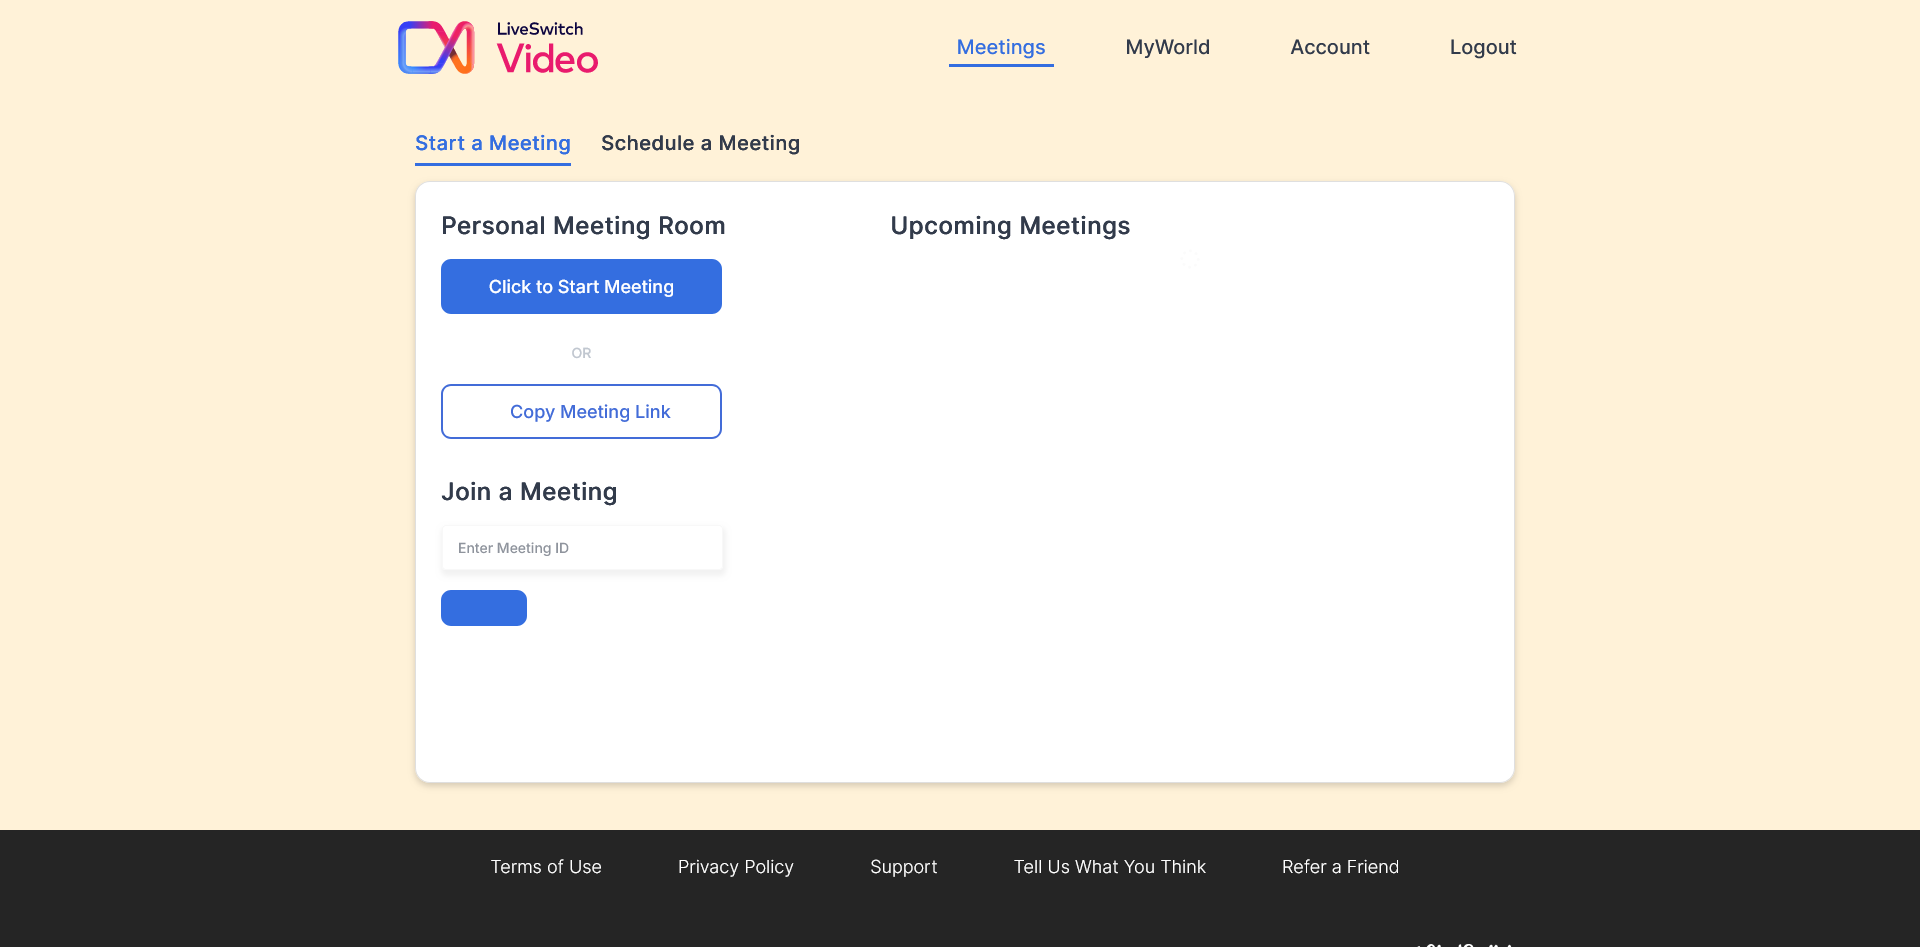 LiveSwitch
Video
Meetings
MyWorld
Account
Logout
Start a Meeting
Schedule a Meeting
Personal Meeting Room
Click to Start Meeting
OR
Copy Meeting Link
Join a Meeting
Enter Meeting ID
Upcoming Meetings
Terms of Use
Privacy Policy
Support
Tell Us What You Think
Refer a Friend